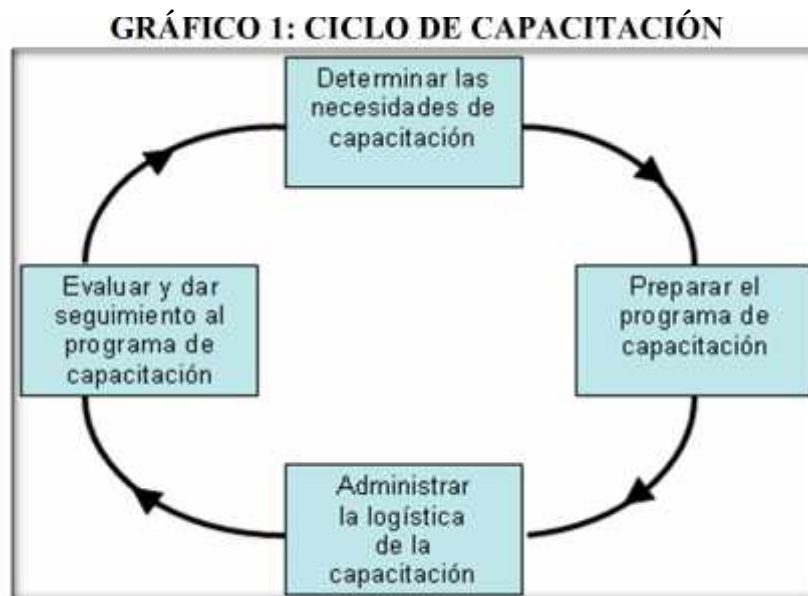 GRÁFICO 1: CICLO DE CAPACITACIÓN
Determinar las
necesidades de
capacitación
Preparar el
programa de
capacitación
Administrar
la logística
de la
capacitación
Evaluar y dar
seguimiento al
programa de
capacitación